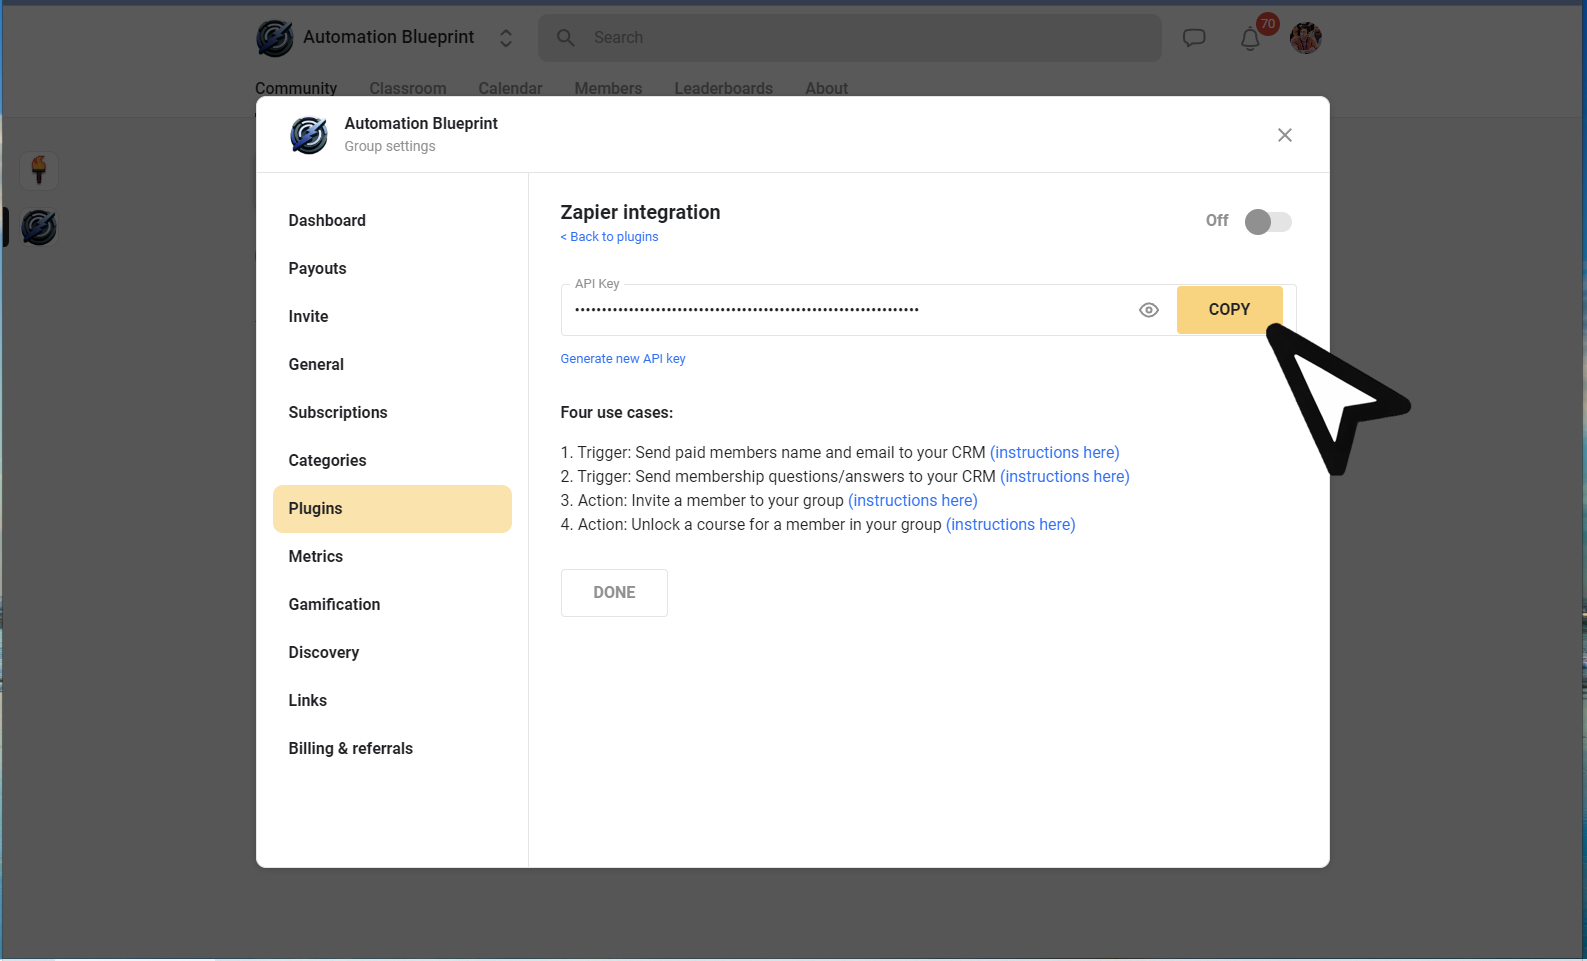 Automation Blueprint
Search
70
Community Classroom Calendar Members Leaderboards About
Automation Blueprint
Group settings
Dashboard
Payouts
Invite
General
Subscriptions
Categories
Plugins
Metrics
Gamification
Discovery
Links
Billing & referrals
Zapier integration
Off
< Back to plugins
API Key
••••••••••••••••••••••••••••••••••••••••••••••••••••••••••••••••
COPY
Generate new API key
Four use cases:
1. Trigger: Send paid members name and email to your CRM (instructions here)
2. Trigger: Send membership questions/answers to your CRM (instructions here)
3. Action: Invite a member to your group (instructions here)
4. Action: Unlock a course for a member in your group (instructions here)
DONE